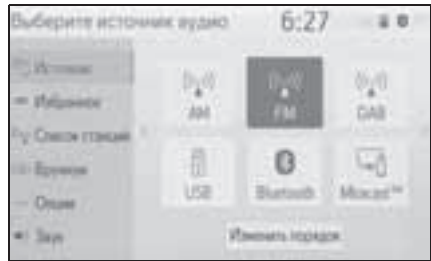 Выберите источник аудио 6:27
Источник
Избранное
Список станций
Вручную
Опции
Звук
AM FM DAB
USB Bluetooth Miracast™
Изменить порядок